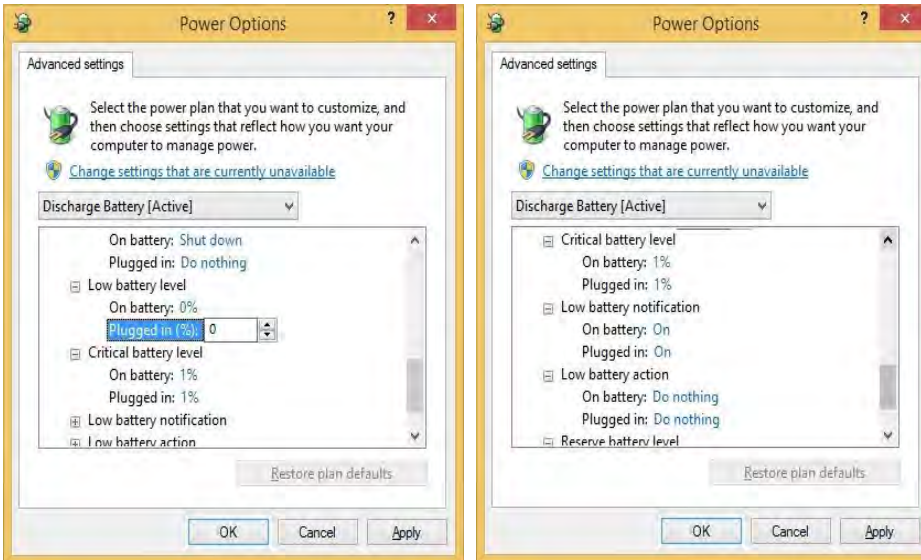 Power Options
?
×
Advanced settings
Select the power plan that you want to customize, and
then choose settings that reflect how you want your
computer to manage power.
Change settings that are currently unavailable
Discharge Battery [Active]
On battery: Shut down
Plugged in: Do nothing
Low battery level
On battery: 0%
Plugged in (%): 0
Critical battery level
On battery: 1%
Plugged in: 1%
Low battery notification
Low battery action
Restore plan defaults
OK
Cancel
Apply
Power Options
?
×
Advanced settings
Select the power plan that you want to customize, and
then choose settings that reflect how you want your
computer to manage power.
Change settings that are currently unavailable
Discharge Battery [Active]
Critical battery level
On battery: 1%
Plugged in: 1%
Low battery notification
On battery: On
Plugged in: On
Low battery action
On battery: Do nothing
Plugged in: Do nothing
Reserve battery level
Restore plan defaults
OK
Cancel
Apply